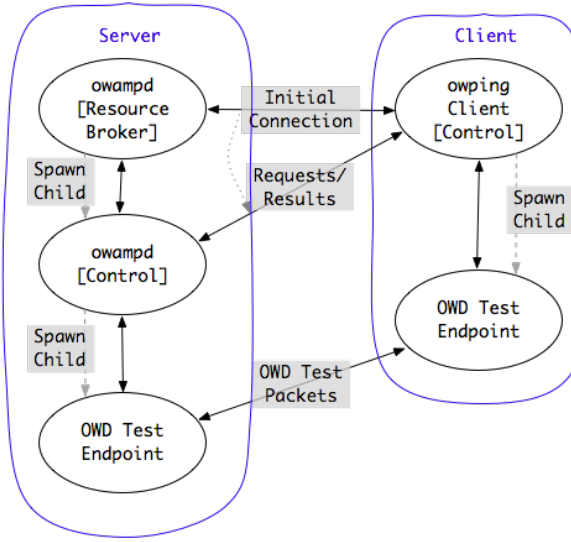 Server
Client
owampd
[Resource
Broker]
Initial
Connection
owping
Client
[Control]
Spawn
Child
Requests/
Results
Spawn
Child
owampd
[Control]
OWD Test
Endpoint
Spawn
Child
OWD Test
Packets
OWD Test
Endpoint